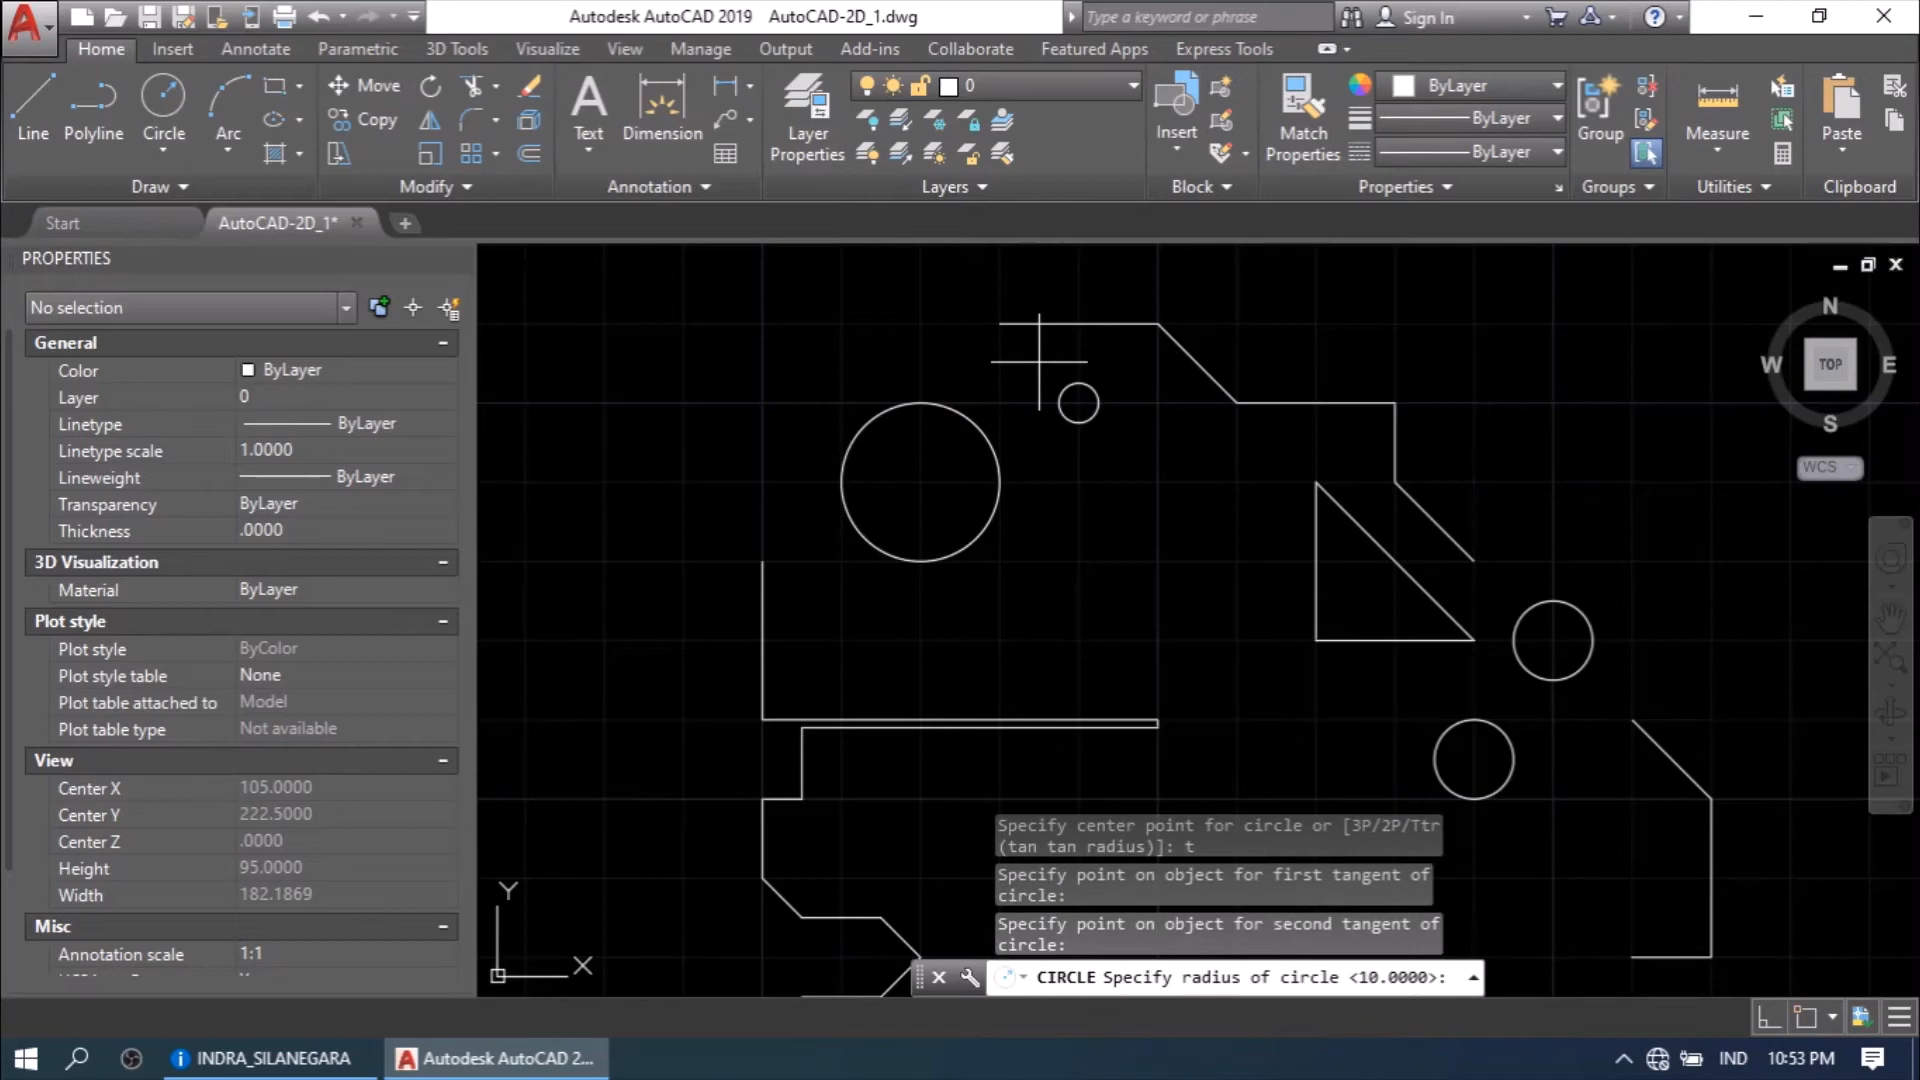 Autodesk AutoCAD 2019 AutoCAD-2D_1.dwg
Type a keyword or phrase
Sign In
Home Insert Annotate Parametric 3D Tools Visualize View Manage Output Add-ins Collaborate Featured Apps Express Tools
Line Polyline Circle Arc
Move
Copy
Text Dimension
Layer
Properties
0
Insert
Match
Properties
ByLayer
ByLayer
ByLayer
Group
Measure
Paste
Draw Modify Annotation Layers Block Properties Groups Utilities Clipboard
Start AutoCAD-2D_1*
PROPERTIES
No selection
General
Color ByLayer
Layer 0
Linetype ByLayer
Linetype scale 1.0000
Lineweight ByLayer
Transparency ByLayer
Thickness .0000
3D Visualization
Material ByLayer
Plot style
Plot style ByColor
Plot style table None
Plot table attached to Model
Plot table type Not available
View
Center X 105.0000
Center Y 222.5000
Center Z .0000
Height 95.0000
Width 182.1869
Misc
Annotation scale 1:1
N
W TOP E
S
WCS
Y
X
Specify center point for circle or [3P/2P/Ttr
(tan tan radius)]: t
Specify point on object for first tangent of
circle:
Specify point on object for second tangent of
circle:
CIRCLE Specify radius of circle <10.0000>:
INDRA_SILANEGARA Autodesk AutoCAD 2... IND 10:53 PM